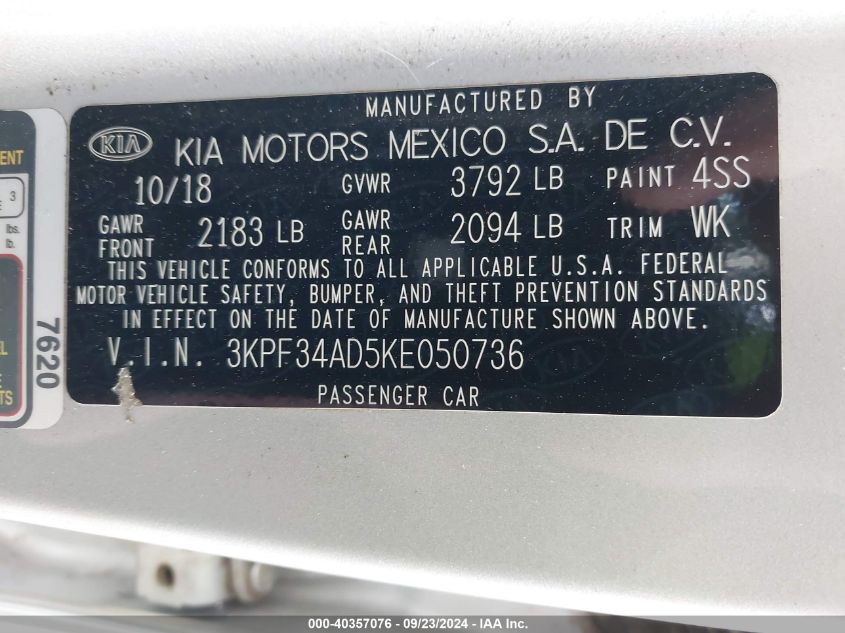 MANUFACTURED BY
KIA KIA MOTORS MEXICO S.A. DE C.V.
10/18 GVWR 3792 LB PAINT 4SS
GAWR FRONT 2183 LB GAWR REAR 2094 LB TRIM WK
THIS VEHICLE CONFORMS TO ALL APPLICABLE U.S.A. FEDERAL
MOTOR VEHICLE SAFETY, BUMPER, AND THEFT PREVENTION STANDARDS
IN EFFECT ON THE DATE OF MANUFACTURE SHOWN ABOVE.
V.I.N. 3KPF34AD5KE050736
PASSENGER CAR
3
lbs.
lb.
7620
000-40357076 - 09/23/2024 - IAA Inc.